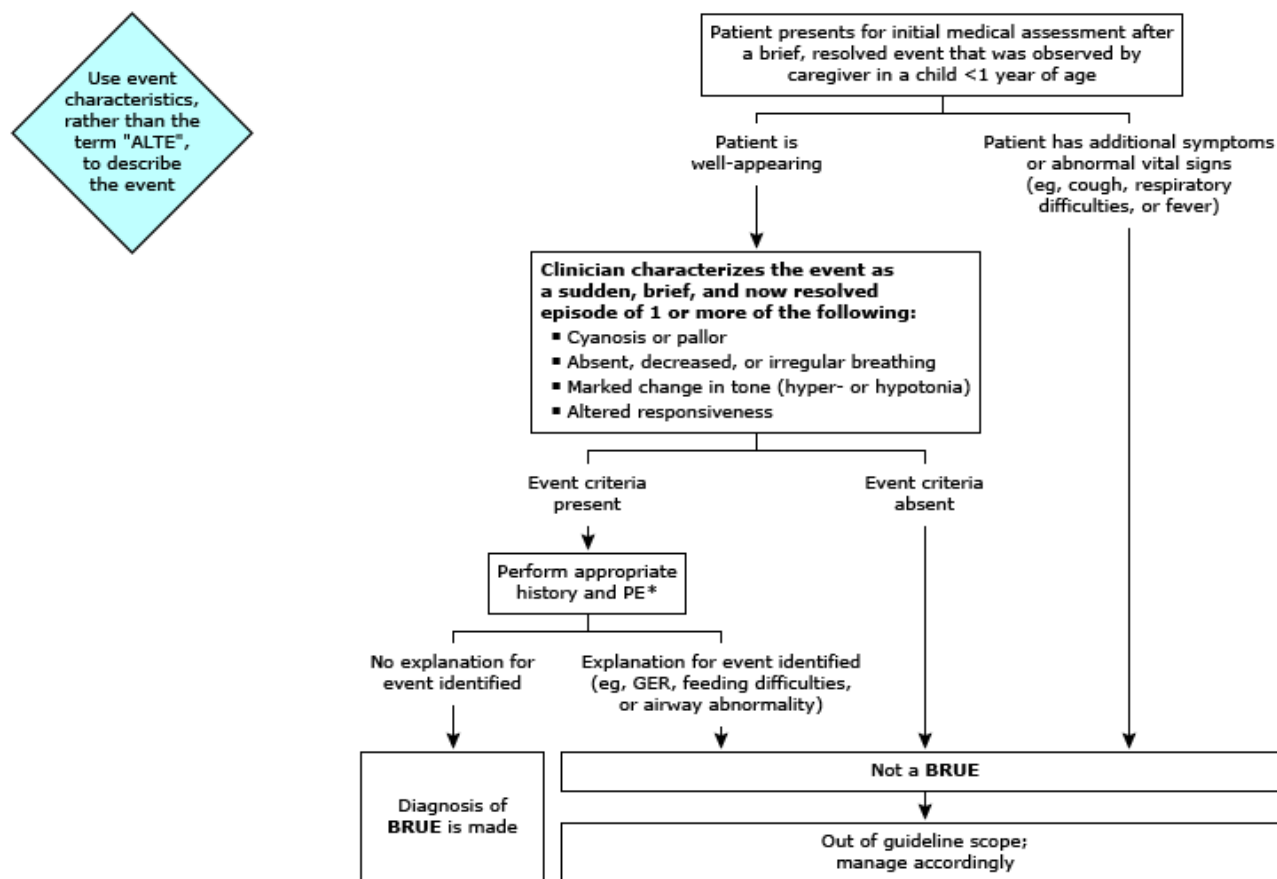 Use event
characteristics,
rather than the
term "ALTE",
to describe
the event
Patient presents for initial medical assessment after
a brief, resolved event that was observed by
caregiver in a child <1 year of age
Patient is
well-appearing
Patient has additional symptoms
or abnormal vital signs
(eg, cough, respiratory
difficulties, or fever)
Clinician characterizes the event as
a sudden, brief, and now resolved
episode of 1 or more of the following:
▪ Cyanosis or pallor
▪ Absent, decreased, or irregular breathing
▪ Marked change in tone (hyper- or hypotonia)
▪ Altered responsiveness
Event criteria
present
Event criteria
absent
Perform appropriate
history and PE*
No explanation for
event identified
Explanation for event identified
(eg, GER, feeding difficulties,
or airway abnormality)
Diagnosis of
BRUE is made
Not a BRUE
Out of guideline scope;
manage accordingly